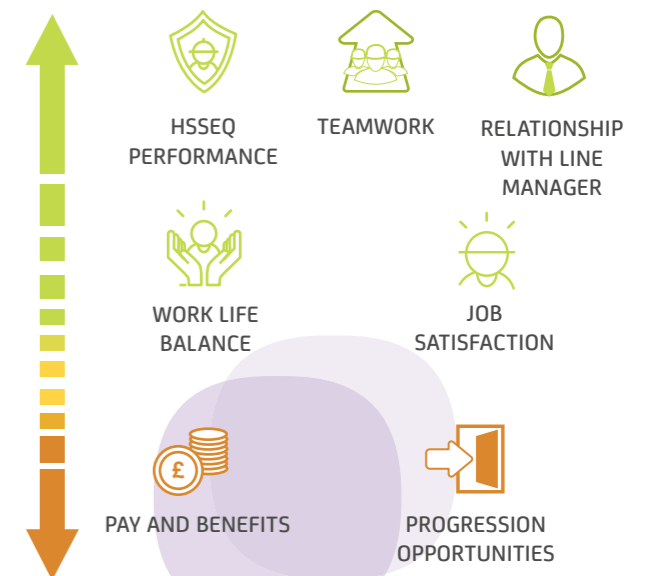 HSSEQ
PERFORMANCE
TEAMWORK
RELATIONSHIP
WITH LINE
MANAGER
WORK LIFE
BALANCE
JOB
SATISFACTION
£
PAY AND BENEFITS
PROGRESSION
OPPORTUNITIES